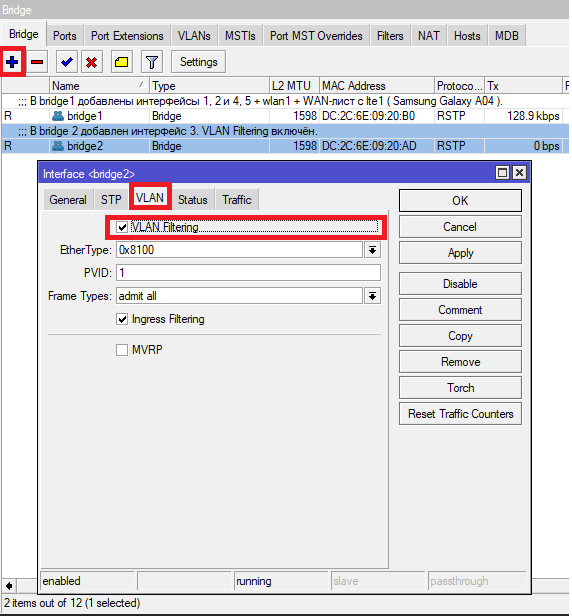 Bridge
Bridge Ports Port Extensions VLANs MSTIs Port MST Overrides Filters NAT Hosts MDB
Settings
Name / Type L2 MTU MAC Address Protoco... Tx
;;; В bridge1 добавлены интерфейсы 1, 2 и 4, 5 + wlan1 + WAN-лист с lte1 ( Samsung Galaxy A04 ).
R bridge1 Bridge 1598 DC:2C:6E:09:20:B0 RSTP 128.9 kbps
;;; В bridge 2 добавлен интерфейс 3. VLAN Filtering включён.
R bridge2 Bridge 1598 DC:2C:6E:09:20:AD RSTP 0 bps
Interface <bridge2>
General STP VLAN Status Traffic
VLAN Filtering
EtherType: 0x8100
PVID: 1
Frame Types: admit all
Ingress Filtering
MVRP
OK
Cancel
Apply
Disable
Comment
Copy
Remove
Torch
Reset Traffic Counters
enabled running slave passthrough
2 items out of 12 (1 selected)